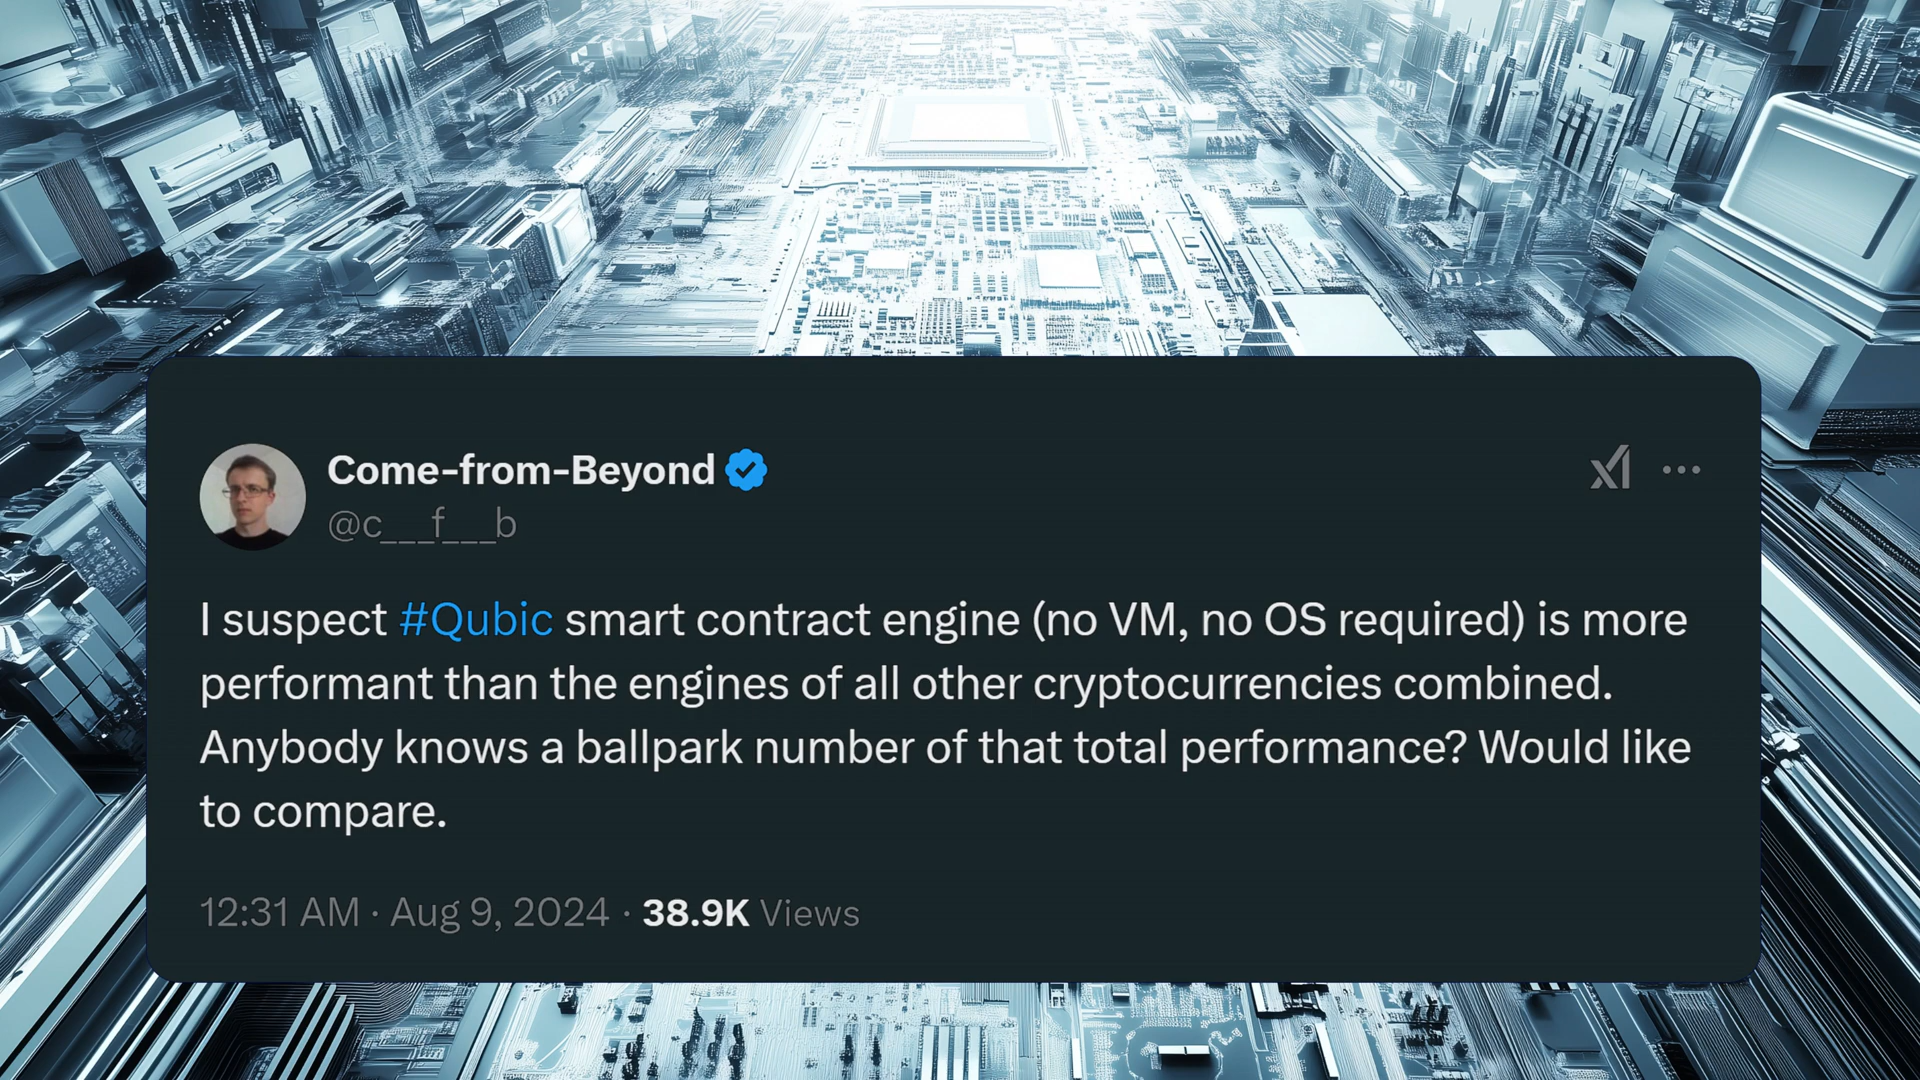 Come-from-Beyond
@c___f___b
I suspect #Qubic smart contract engine (no VM, no OS required) is more
performant than the engines of all other cryptocurrencies combined.
Anybody knows a ballpark number of that total performance? Would like
to compare.
12:31 AM · Aug 9, 2024 · 38.9K Views